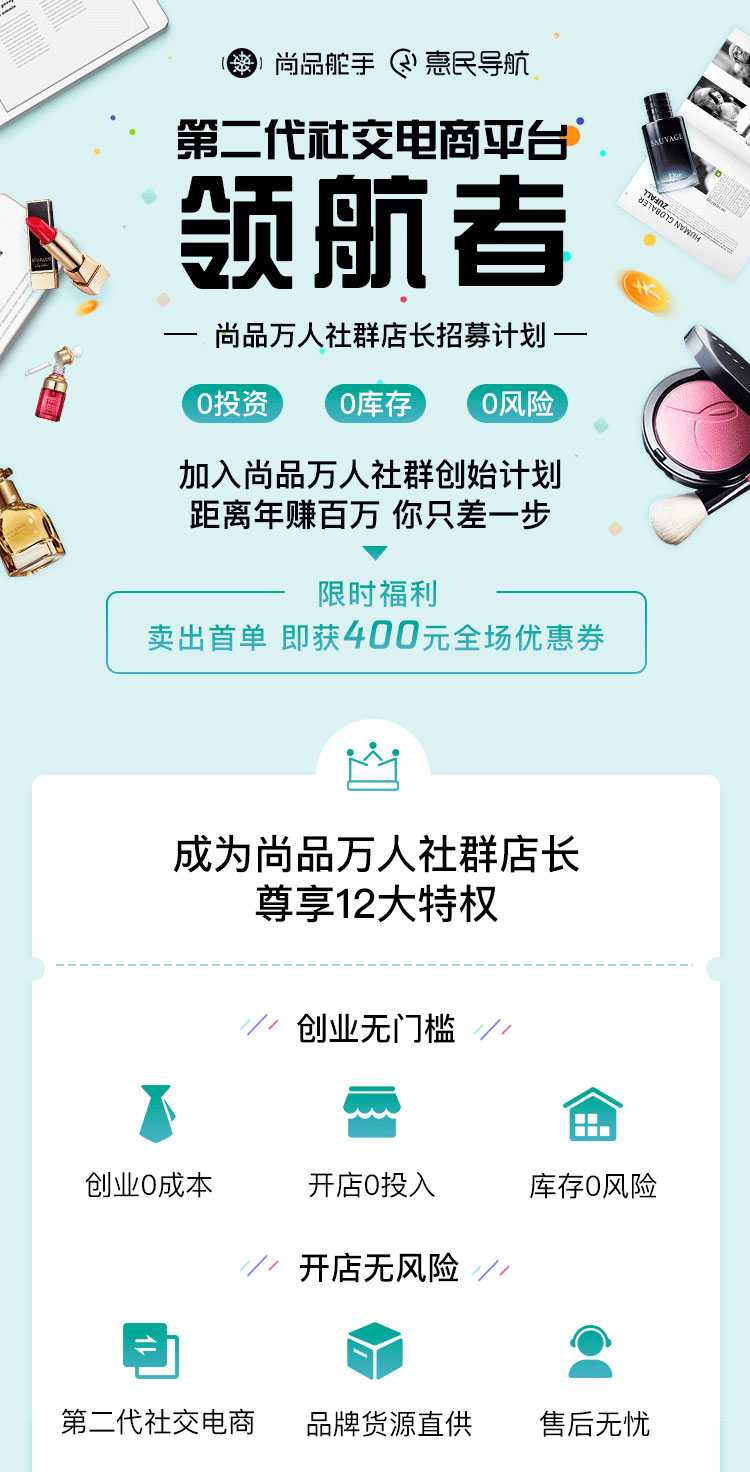 尚品舵手 惠民导航
第二代社交电商平台
领航者
尚品万人社群店长招募计划
0投资 0库存 0风险
加入尚品万人社群创始计划
距离年赚百万 你只差一步
限时福利
卖出首单 即获400元全场优惠券
成为尚品万人社群店长
尊享12大特权
创业无门槛
创业0成本 开店0投入 库存0风险
开店无风险
第二代社交电商 品牌货源直供 售后无忧
SAUVAGE
Dior
ZUFALL
HUMAN GLOBALER